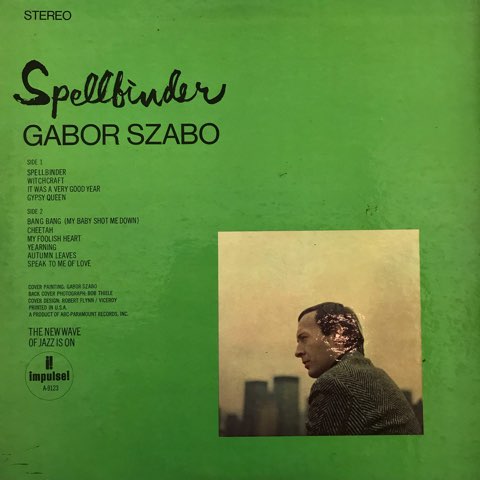 STEREO
Spellbinder
GABOR SZABO
SIDE 1
SPELLBINDER
WITCHCRAFT
IT WAS A VERY GOOD YEAR
GYPSY QUEEN
SIDE 2
BANG BANG (MY BABY SHOT ME DOWN)
CHEETAH
MY FOOLISH HEART
YEARNING
AUTUMN LEAVES
SPEAK TO ME OF LOVE
COVER PAINTING: GABOR SZABO
BACK COVER PHOTOGRAPH: BOB THIELE
COVER DESIGN: ROBERT FLYNN / VICEROY
PRINTED IN U.S.A.
A PRODUCT OF ABC-PARAMOUNT RECORDS, INC.
THE NEW WAVE
OF JAZZ IS ON
i!
impulse!
A-9123